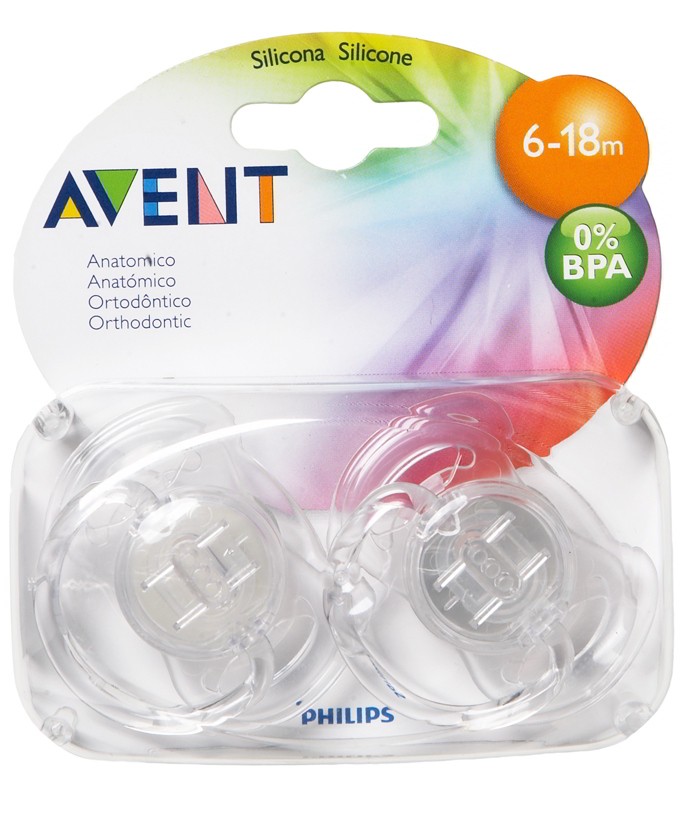 Silicona Silicone
6-18m
AVENT
0%
BPA
Anatomico
Anatómico
Ortodôntico
Orthodontic
PHILIPS